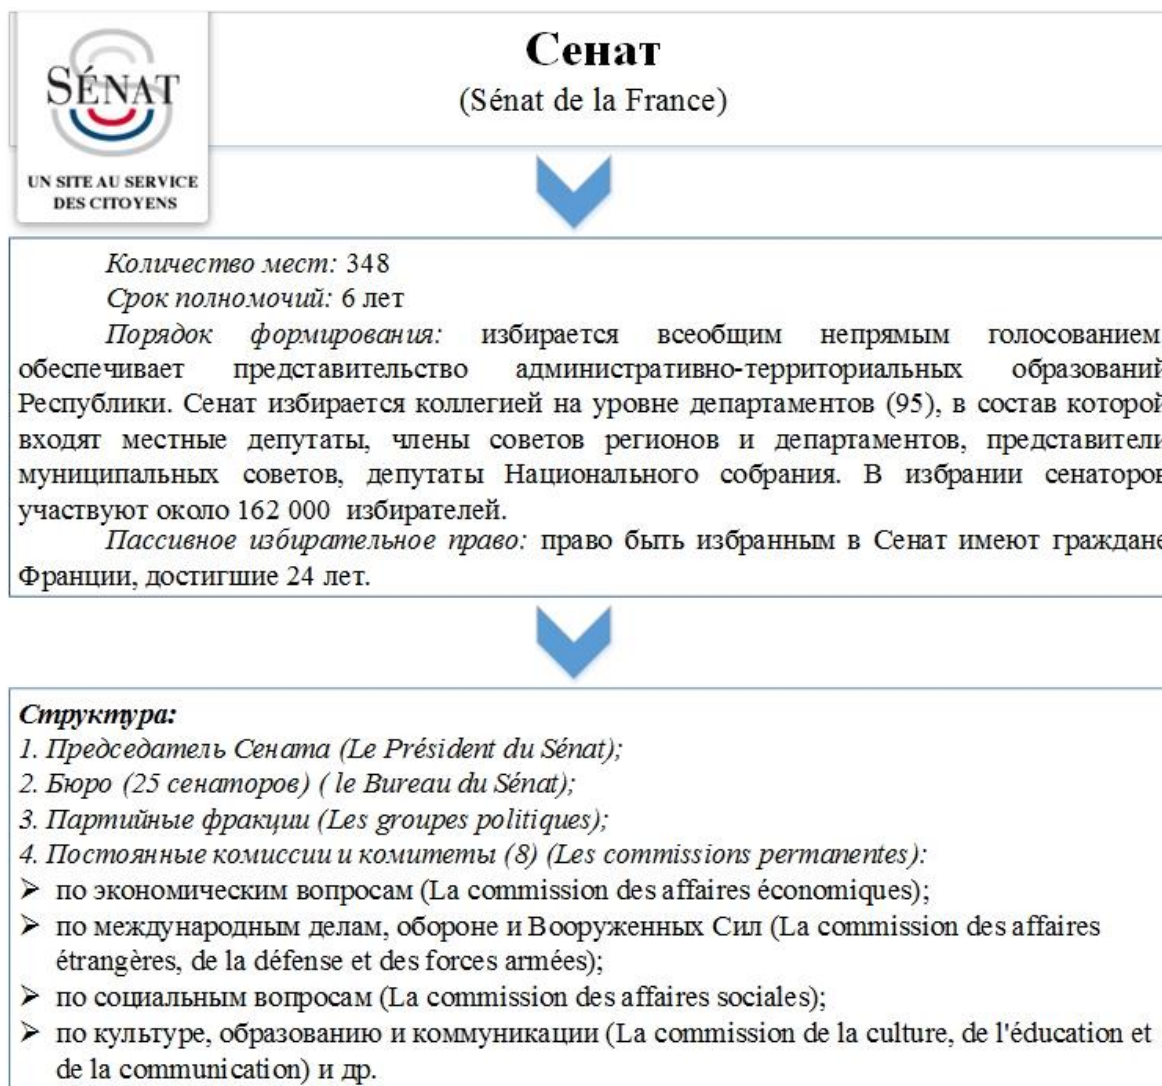 SÉNAT
UN SITE AU SERVICE
DES CITOYENS
Сенат
(Sénat de la France)
Количество мест: 348
Срок полномочий: 6 лет
Порядок формирования: избирается всеобщим непрямым голосованием
обеспечивает представительство административно-территориальных образований
Республики. Сенат избирается коллегией на уровне департаментов (95), в состав которой
входят местные депутаты, члены советов регионов и департаментов, представители
муниципальных советов, депутаты Национального собрания. В избрании сенаторов
участвуют около 162 000 избирателей.
Пассивное избирательное право: право быть избранным в Сенат имеют граждане
Франции, достигшие 24 лет.
Структура:
1. Председатель Сената (Le Président du Sénat);
2. Бюро (25 сенаторов) ( le Bureau du Sénat);
3. Партийные фракции (Les groupes politiques);
4. Постоянные комиссии и комитеты (8) (Les commissions permanentes):
➢ по экономическим вопросам (La commission des affaires économiques);
➢ по международным делам, обороне и Вооруженных Сил (La commission des affaires
étrangères, de la défense et des forces armées);
➢ по социальным вопросам (La commission des affaires sociales);
➢ по культуре, образованию и коммуникации (La commission de la culture, de l'éducation et
de la communication) и др.